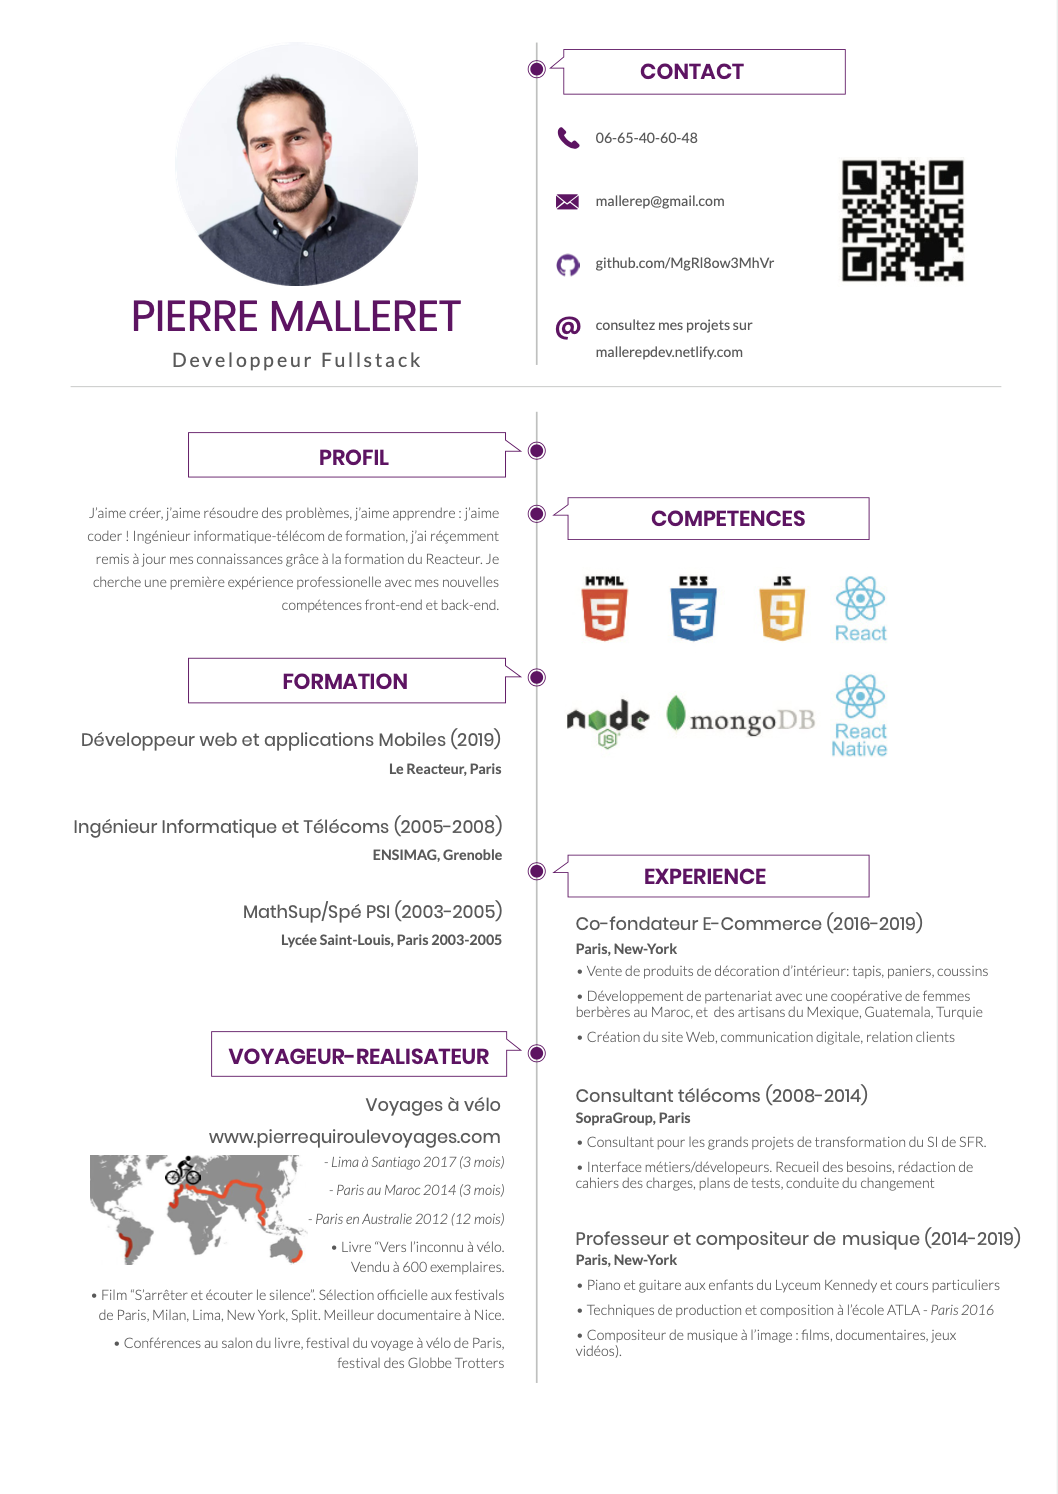 PIERRE MALLERET
Developpeur Fullstack
CONTACT
06-65-40-60-48
mallerep@gmail.com
github.com/MgRl8ow3MhVr
consultez mes projets sur
mallerepdev.netlify.com
PROFIL
J'aime créer, j'aime résoudre des problèmes, j'aime apprendre : j'aime
coder ! Ingénieur informatique-télécom de formation, j'ai réçemment
remis à jour mes connaissances grâce à la formation du Reacteur. Je
cherche une première expérience professionelle avec mes nouvelles
compétences front-end et back-end.
FORMATION
Développeur web et applications Mobiles (2019)
Le Reacteur, Paris
Ingénieur Informatique et Télécoms (2005-2008)
ENSIMAG, Grenoble
MathSup/Spé PSI (2003-2005)
Lycée Saint-Louis, Paris 2003-2005
VOYAGEUR-REALISATEUR
Voyages à vélo
www.pierrequiroulevoyages.com
- Lima à Santiago 2017 (3 mois)
- Paris au Maroc 2014 (3 mois)
- Paris en Australie 2012 (12 mois)
• Livre “Vers l'inconnu à vélo.
Vendu à 600 exemplaires.
• Film “S'arrêter et écouter le silence”. Sélection officielle aux festivals
de Paris, Milan, Lima, New York, Split. Meilleur documentaire à Nice.
• Conférences au salon du livre, festival du voyage à vélo de Paris,
festival des Globbe Trotters
COMPETENCES
HTML CSS JS
5 3 5 React
node mongoDB React
JS Native
EXPERIENCE
Co-fondateur E-Commerce (2016-2019)
Paris, New-York
• Vente de produits de décoration d'intérieur: tapis, paniers, coussins
• Développement de partenariat avec une coopérative de femmes
berbères au Maroc, et des artisans du Mexique, Guatemala, Turquie
• Création du site Web, communication digitale, relation clients
Consultant télécoms (2008-2014)
SopraGroup, Paris
• Consultant pour les grands projets de transformation du SI de SFR.
• Interface métiers/dévelopeurs. Recueil des besoins, rédaction de
cahiers des charges, plans de tests, conduite du changement
Professeur et compositeur de musique (2014-2019)
Paris, New-York
• Piano et guitare aux enfants du Lyceum Kennedy et cours particuliers
• Techniques de production et composition à l'école ATLA - Paris 2016
• Compositeur de musique à l'image : films, documentaires, jeux
vidéos).